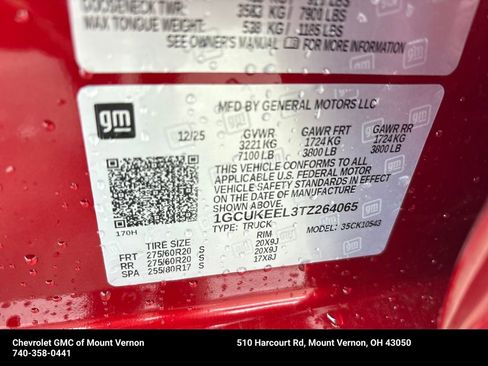 GOOSENECK TWR: 3583 KG 7900 LBS
MAX TONGUE WEIGHT: 538 KG 1185 LBS
SEE OWNER'S MANUAL FOR MORE INFORMATION
gm
MFD BY GENERAL MOTORS LLC
12/25 GVWR GAWR FRT GAWR RR
3221 KG 1724 KG 1724 KG
7100 LB 3800 LB 3800 LB
THIS VEHICLE CONFORMS TO ALL
APPLICABLE U.S. FEDERAL MOTOR
VEHICLE SAFETY STANDARDS IN EFFECT
ON THE DATE OF MANUFACTURE
SHOWN ABOVE.
1GCUKEEL3TZ264065
TYPE: TRUCK MODEL: 35CK10543
170H
TIRE SIZE RIM
FRT 275/60R20 S 20X9J
RR 275/60R20 S 20X9J
SPA 255/80R17 S 17X8J
Chevrolet GMC of Mount Vernon
740-358-0441
510 Harcourt Rd, Mount Vernon, OH 43050